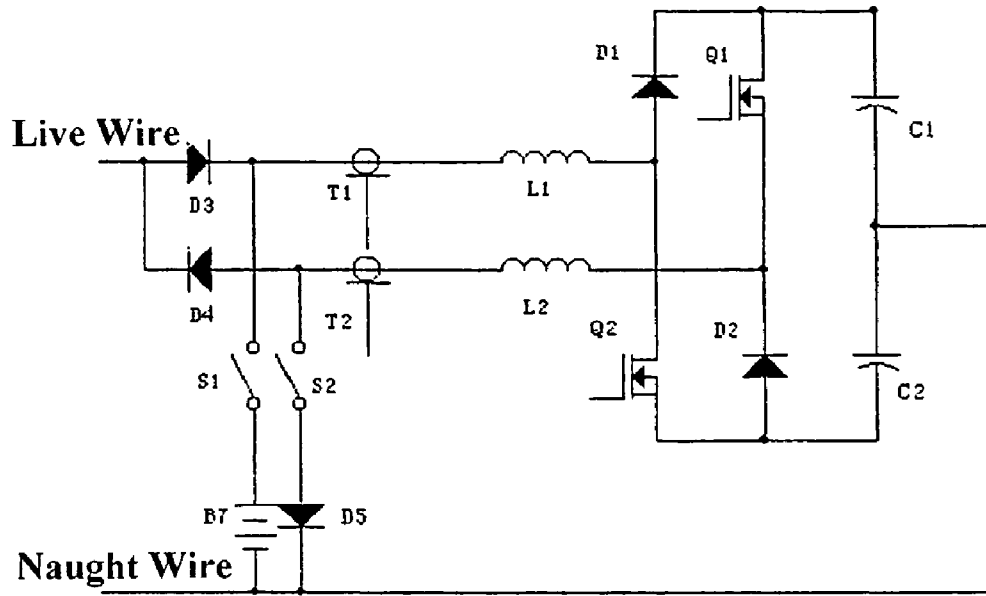 D1
Q1
C1
Live Wire
D3
T1
L1
D4
T2
L2
Q2
D2
C2
S1
S2
B7
D5
Naught Wire